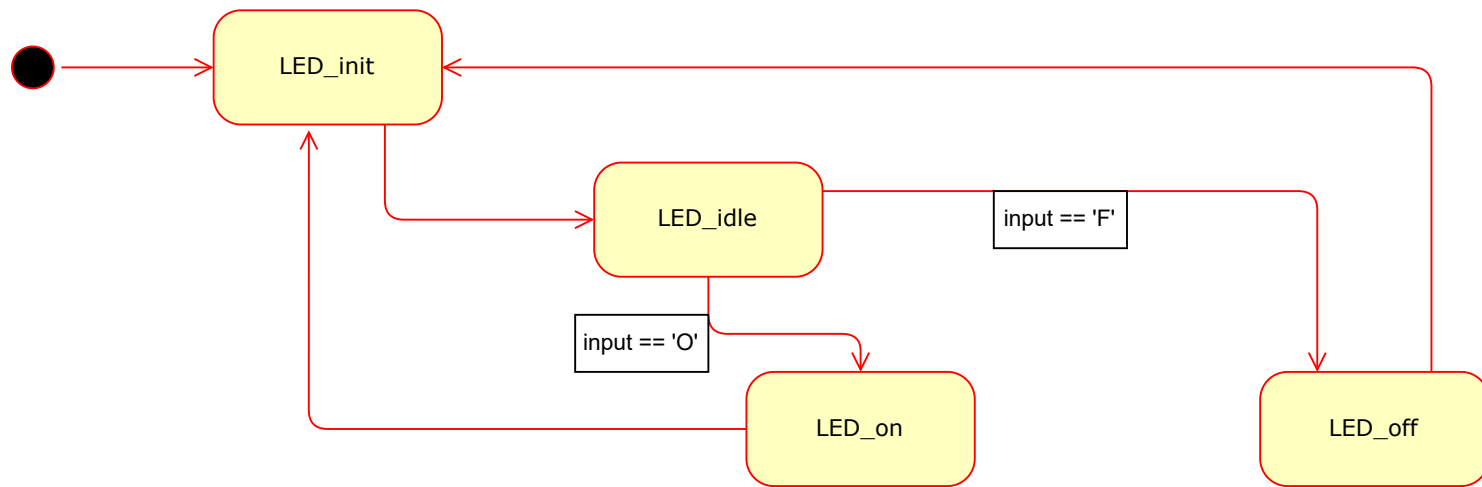 LED_init
LED_idle
input == 'F'
input == 'O'
LED_on
LED_off